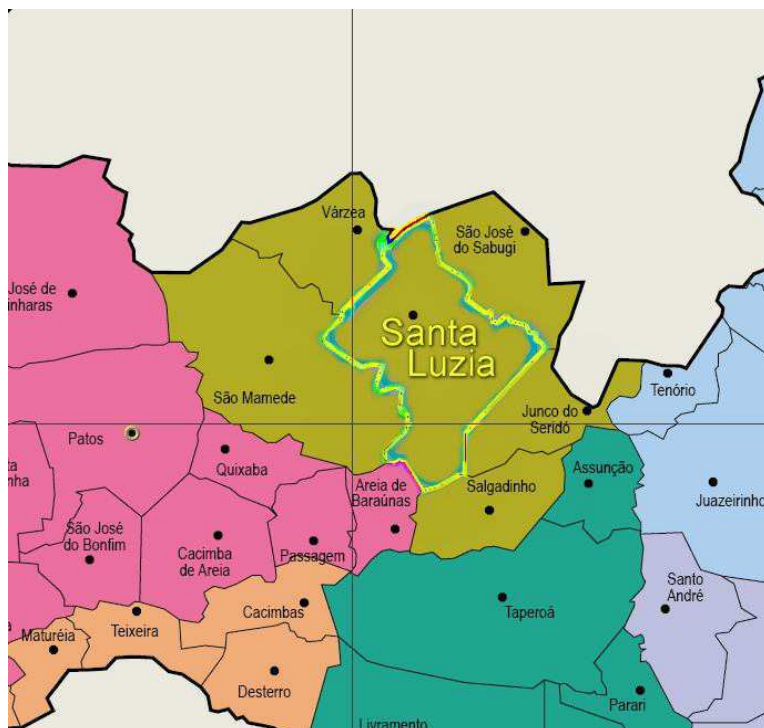 Várzea
São José
do Sabugi
José de
inharas
Santa
Luzia
São Mamede
Tenório
Junco do
Seridó
Patos
Quixaba
Areia de
Baraúnas
Salgadinho
Assunção
Juazeirinho
ta
nha
São José
do Bonfim
Cacimba
de Areia
Passagem
Santo
André
Cacimbas
Taperoá
Teixeira
a
Maturéia
Desterro
Parari
Livramento